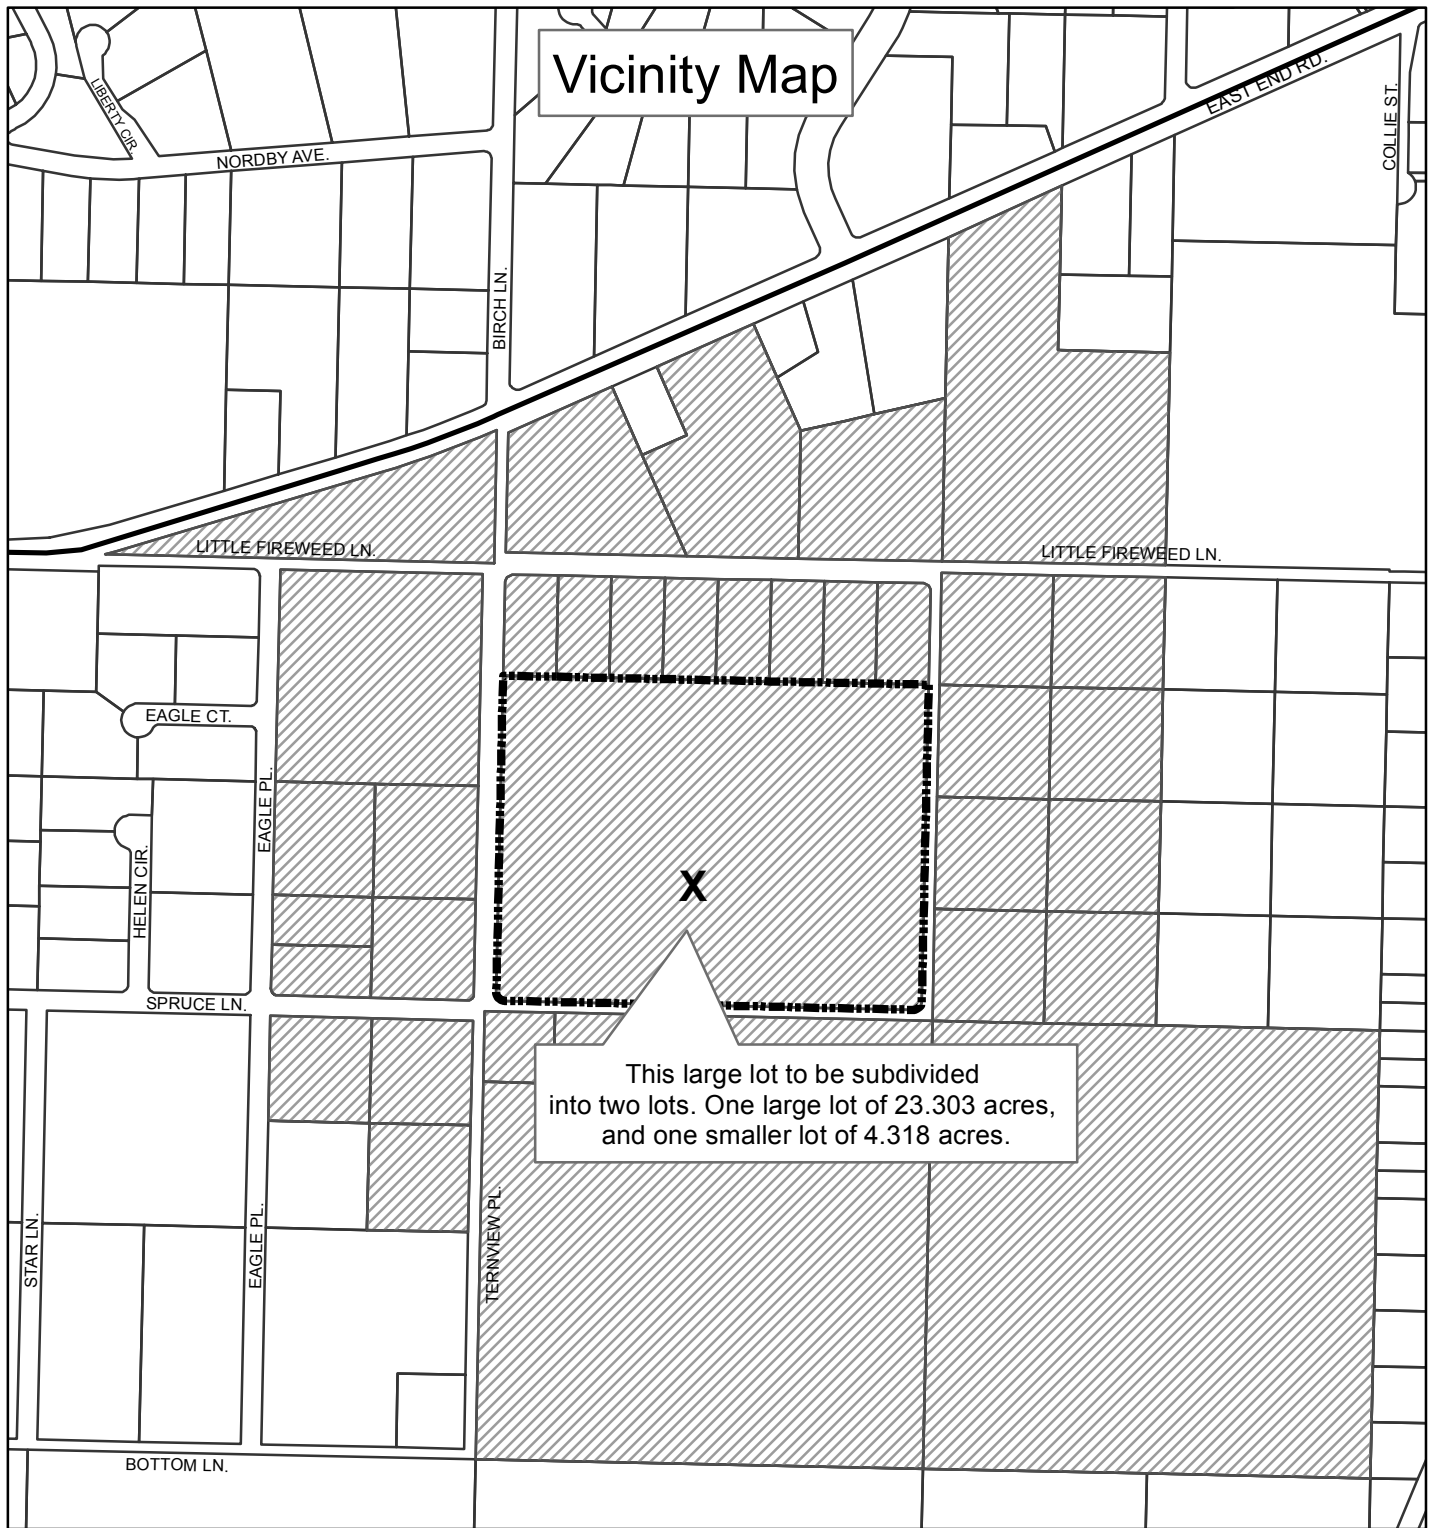 Vicinity Map
EAST END RD.
COLLIE ST.
LIBERTY CIR.
NORDBY AVE.
BIRCH LN.
LITTLE FIREWEED LN.
LITTLE FIREWEED LN.
EAGLE CT.
EAGLE PL.
HELEN CIR.
X
SPRUCE LN.
This large lot to be subdivided
into two lots. One large lot of 23.303 acres,
and one smaller lot of 4.318 acres.
STAR LN.
EAGLE PL.
TERNVIEW PL.
BOTTOM LN.